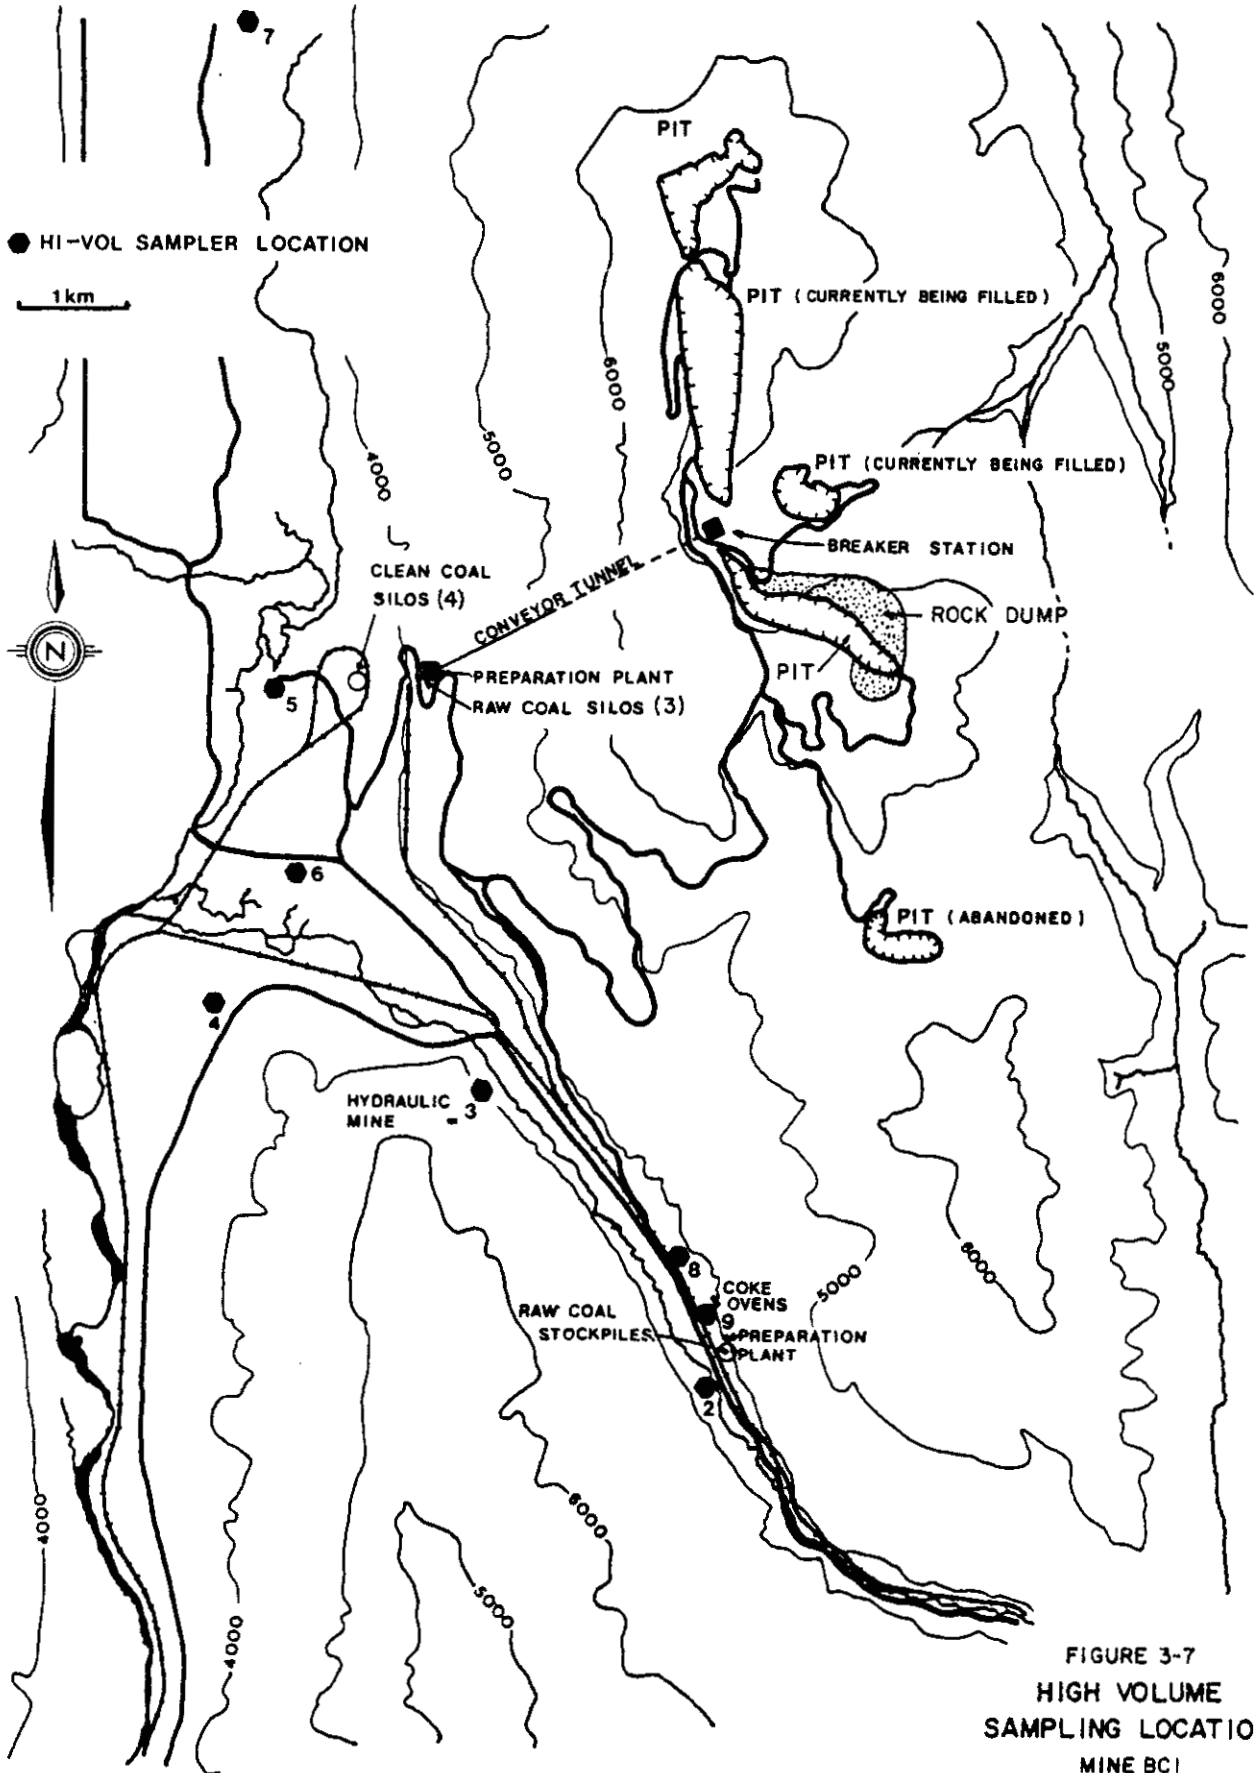 7
PIT
HI-VOL SAMPLER LOCATION
1 km
PIT (CURRENTLY BEING FILLED)
6000
5000
6000
5000
4000
PIT (CURRENTLY BEING FILLED)
BREAKER STATION
CLEAN COAL
SILOS (4)
CONVEYOR TUNNEL
ROCK DUMP
N
PREPARATION PLANT
PIT
5
RAW COAL SILOS (3)
6
PIT (ABANDONED)
4
HYDRAULIC
MINE
3
8
6000
5000
COKE
OVENS
RAW COAL
STOCKPILES
9
PREPARATION
PLANT
2
4000
6000
5000
4000
FIGURE 3-7
HIGH VOLUME
SAMPLING LOCATIO
MINE BC1